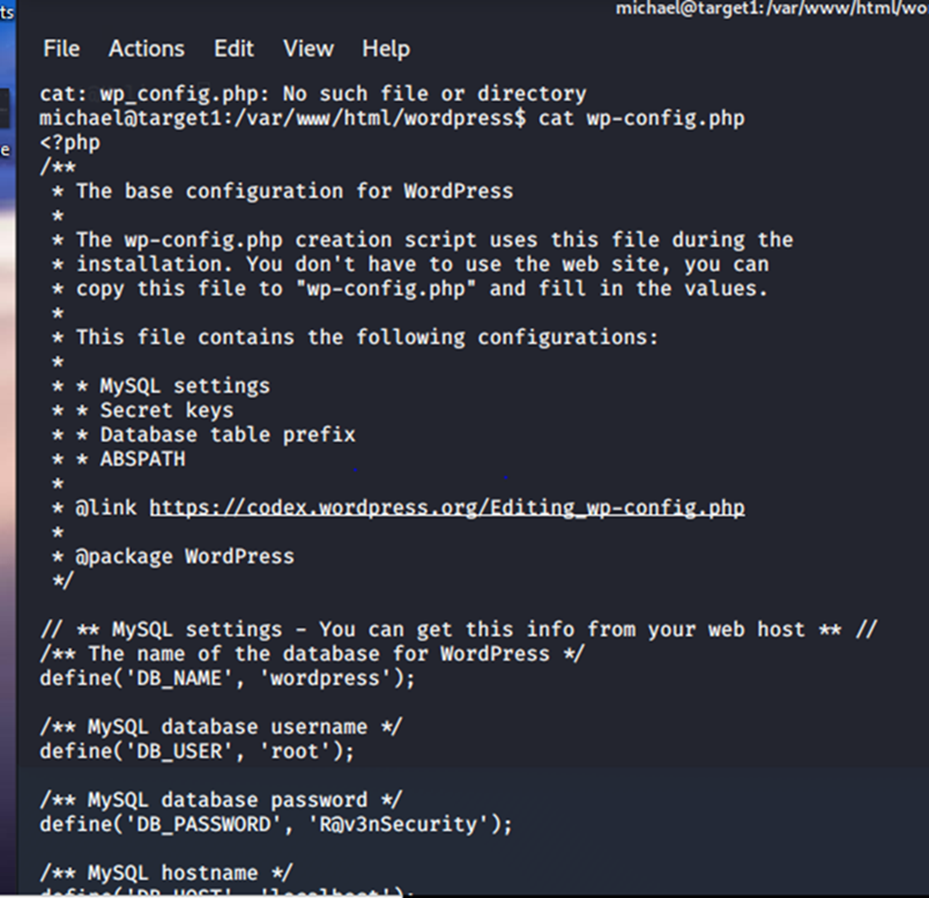 ts
michael@target1:/var/www/html/wo
File Actions Edit View Help
cat: wp_config.php: No such file or directory
michael@target1:/var/www/html/wordpress$ cat wp-config.php
<?php
/**
 * The base configuration for WordPress
 *
 * The wp-config.php creation script uses this file during the
 * installation. You don't have to use the web site, you can
 * copy this file to "wp-config.php" and fill in the values.
 *
 * This file contains the following configurations:
 *
 * * MySQL settings
 * * Secret keys
 * * Database table prefix
 * * ABSPATH
 *
 * @link https://codex.wordpress.org/Editing_wp-config.php
 *
 * @package WordPress
 */
// ** MySQL settings - You can get this info from your web host ** //
/** The name of the database for WordPress */
define('DB_NAME', 'wordpress');
/** MySQL database username */
define('DB_USER', 'root');
/** MySQL database password */
define('DB_PASSWORD', 'R@v3nSecurity');
/** MySQL hostname */
define('DB_HOST', 'localhost');
e